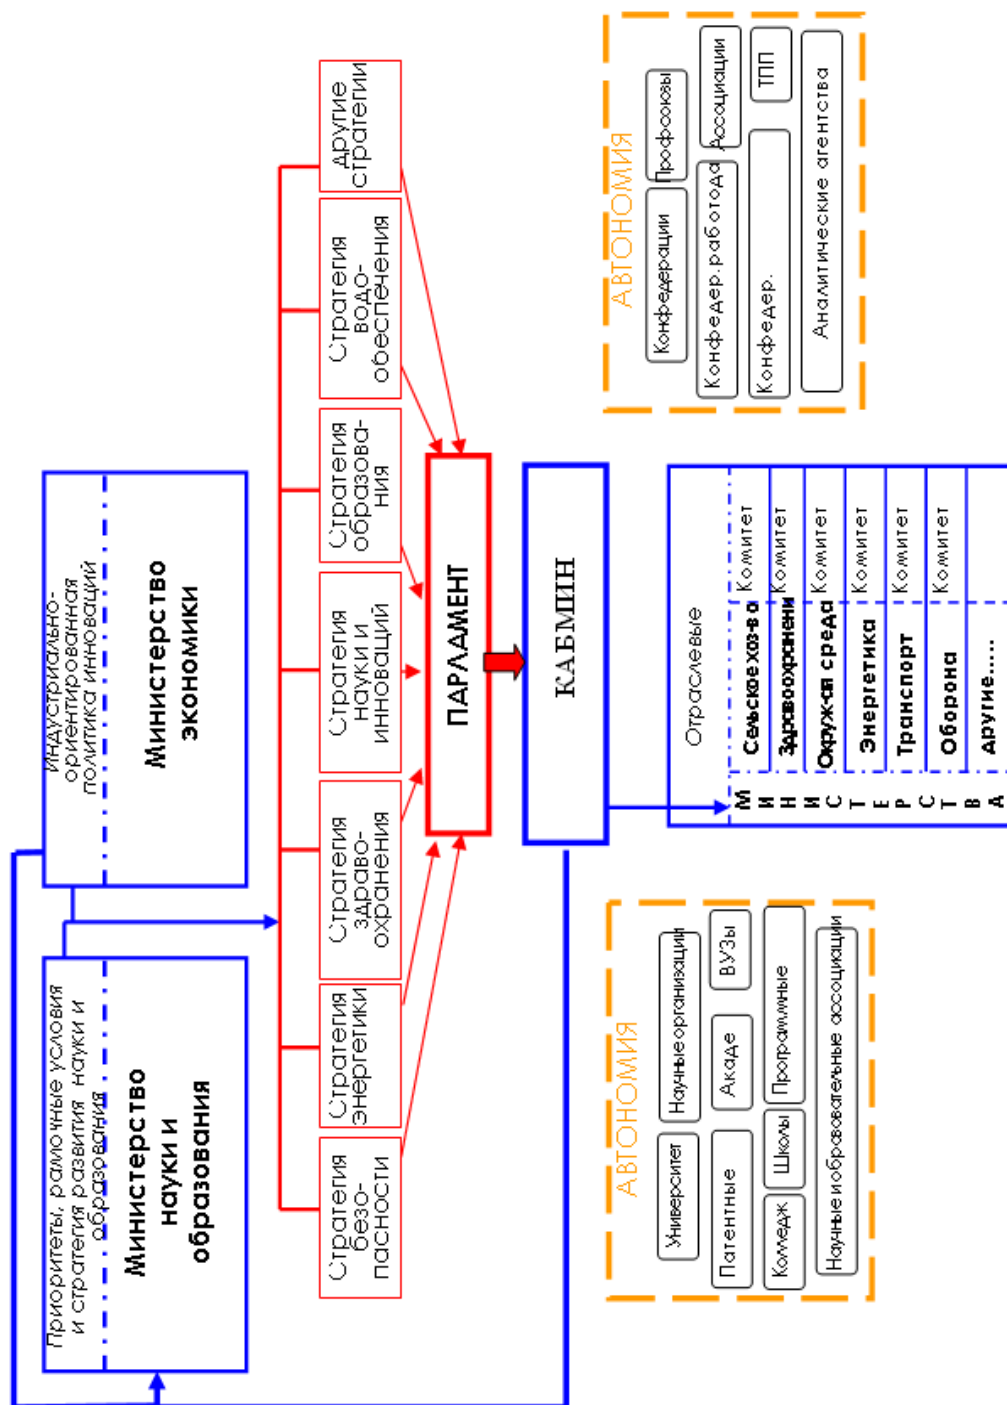 Приоритеты, рамочные условия
и стратегия развития науки и
образования
Министерство
науки и
образования
Индустриально-
ориентированная
политика инноваций
Министерство
экономики
Стратегия
безо-
пасности
Стратегия
энергетики
Стратегия
здраво-
охранения
Стратегия
науки и
инноваций
Стратегия
образова-
ния
Стратегия
водо-
обеспечения
другие
стратегии
ПАРЛАМЕНТ
КАБМИН
АВТОНОМИЯ
Университет
Научные организации
Патентные
Акаде
ВУЗы
Колледж
Школы
Программные
Научные и образовательные ассоциации
Отраслевые
МИНИСТЕРСТВА
Сельское хоз-во
Комитет
Здравоохранени
Комитет
Окруж-ая среда
Комитет
Энергетика
Комитет
Транспорт
Комитет
Оборона
Комитет
другие......
АВТОНОМИЯ
Конфедерации
Профсоюзы
Конфедер.работода
Ассоциации
Конфедер.
ТПП
Аналитические агентства